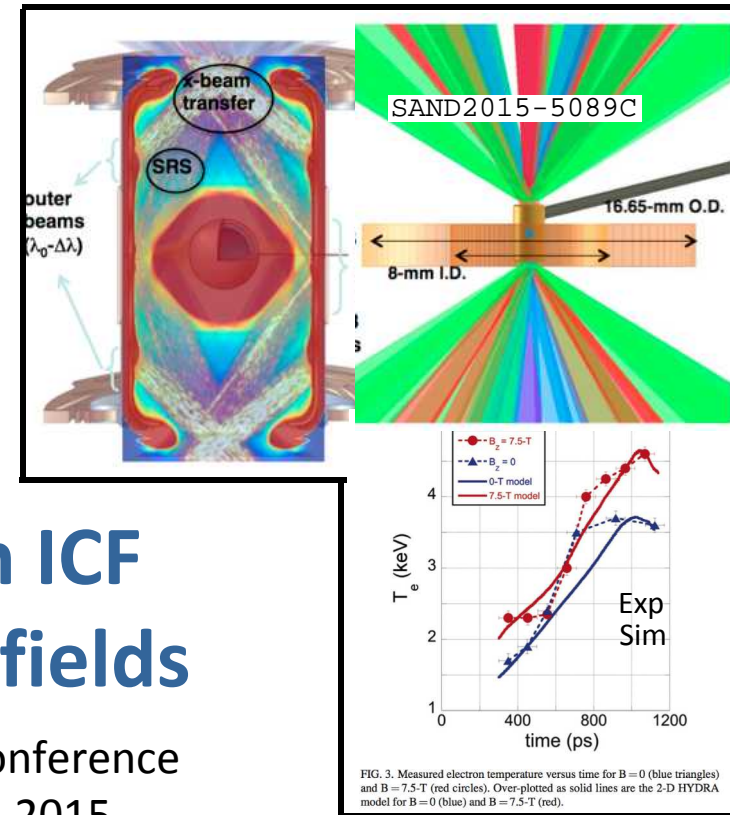 x-beam
transfer
SRS
outer
beams
(λ₀-Δλ)
SAND2015-5089C
16.65-mm O.D.
8-mm I.D.
n ICF
fields
onference
2015
B_z = 7.5-T
B_z = 0
0-T model
7.5-T model
4
3
2
1
T_e (keV)
Exp
Sim
0
400
800
1200
time (ps)
FIG. 3. Measured electron temperature versus time for B = 0 (blue triangles)
and B = 7.5-T (red circles). Over-plotted as solid lines are the 2-D HYDRA
model for B = 0 (blue) and B = 7.5-T (red).